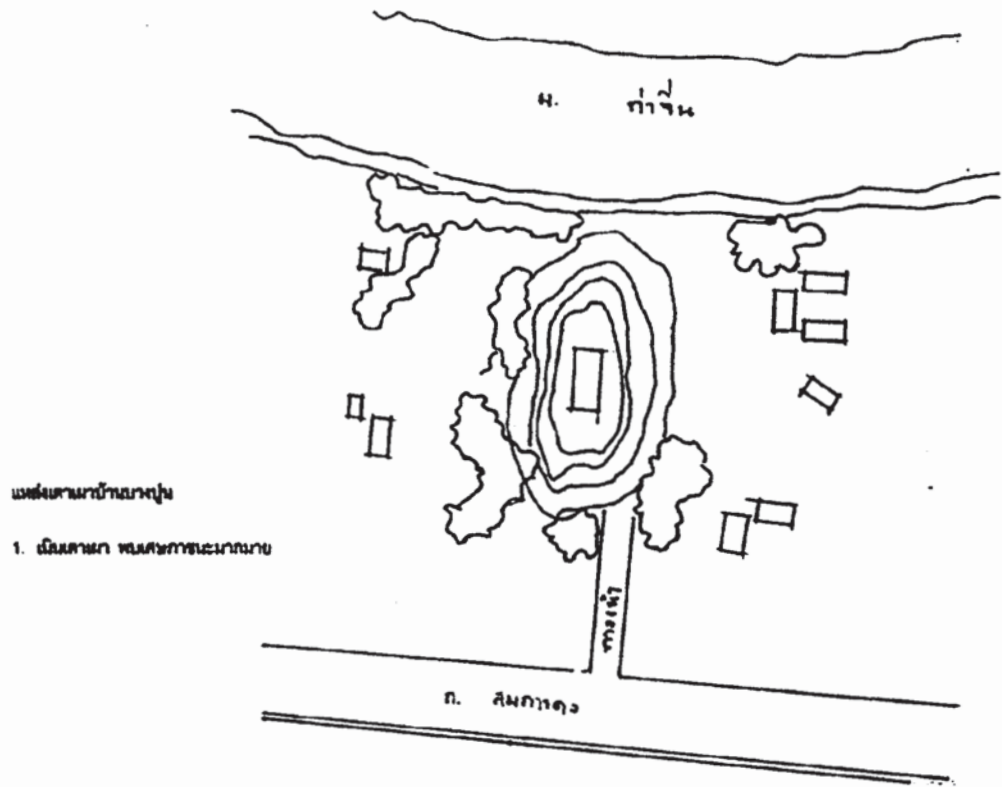 ม. ท่าจีน
แหล่งเตาเผาบ้านบางปูน
1. เนินเตาเผา พบเศษภาชนะมากมาย
ทางเข้า
ถ.